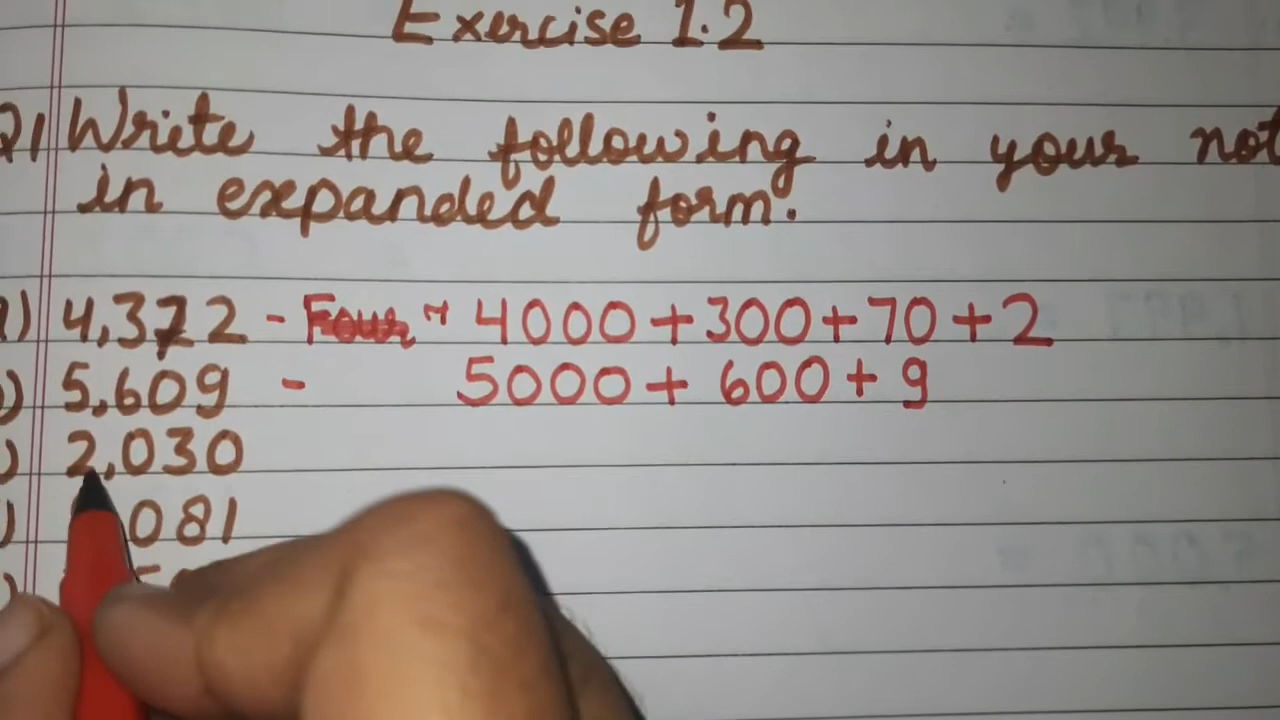 Exercise 1.2
Q1 Write the following in your
in expanded form.
) 4,372 - Four - 4000 + 300 + 70 + 2
) 5,609 - 5000 + 600 + 9
) 2,030
) 081